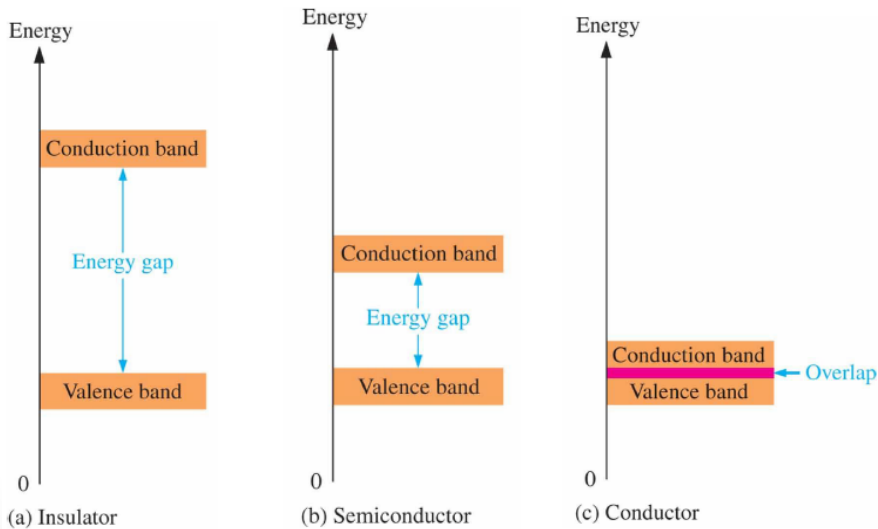 Energy
Conduction band
Energy gap
Valence band
0
(a) Insulator
Energy
Conduction band
Energy gap
Valence band
0
(b) Semiconductor
Energy
Conduction band
Overlap
Valence band
0
(c) Conductor